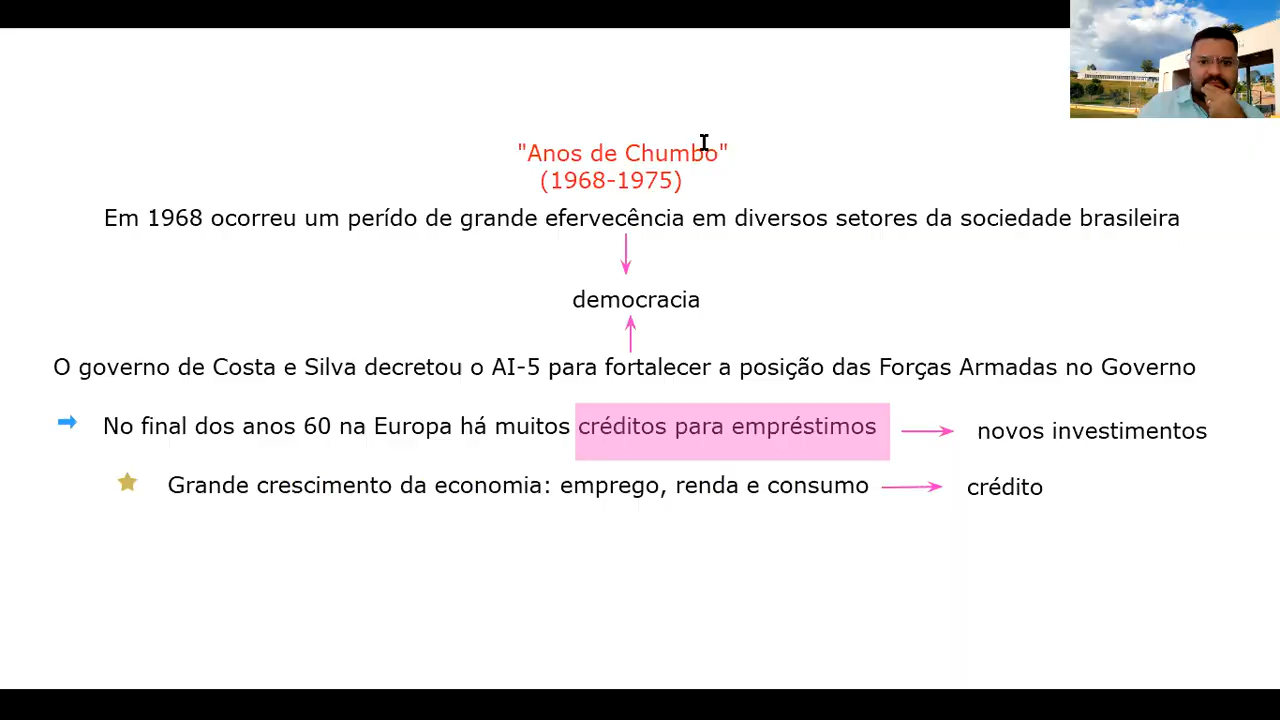 "Anos de Chumbo"
(1968-1975)
Em 1968 ocorreu um perído de grande efervecência em diversos setores da sociedade brasileira
democracia
O governo de Costa e Silva decretou o AI-5 para fortalecer a posição das Forças Armadas no Governo
No final dos anos 60 na Europa há muitos créditos para empréstimos novos investimentos
Grande crescimento da economia: emprego, renda e consumo crédito